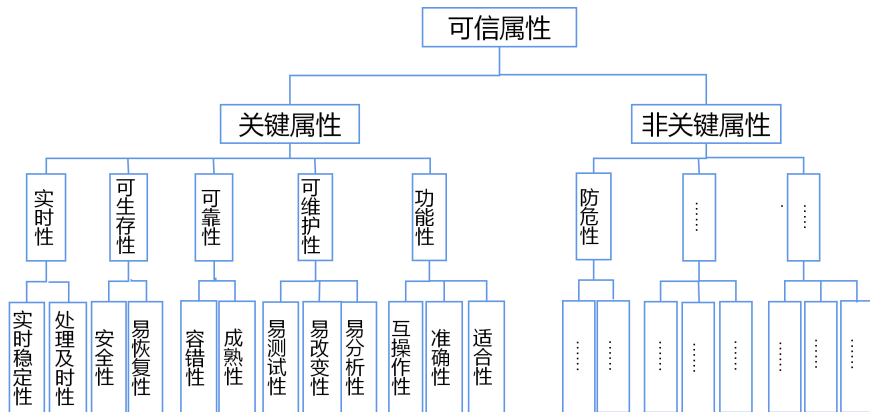 可信属性
关键属性
非关键属性
实时性
可生存性
可靠性
可维护性
功能性
防危性
……
……
实时稳定性
处理及时性
安全性
易恢复性
容错性
成熟性
易测试性
易改变性
易分析性
互操作性
准确性
适合性
……
……
……
……
……
……
……
……